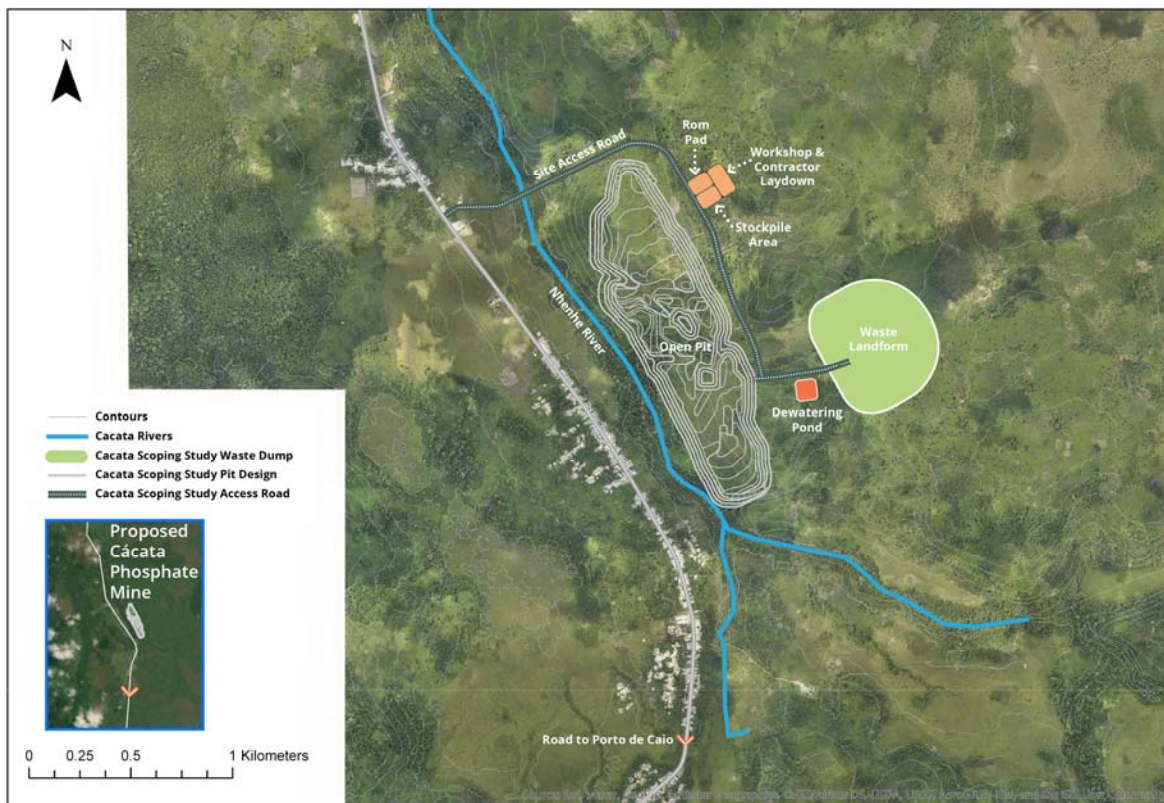 N
Rom
Pad
Workshop &
Contractor
Laydown
Site Access Road
Stockpile
Area
Nhenhe River
Open Pit
Waste
Landform
Dewatering
Pond
Contours
Cacata Rivers
Cacata Scoping Study Waste Dump
Cacata Scoping Study Pit Design
Cacata Scoping Study Access Road
Proposed
Cácata
Phosphate
Mine
Road to Porto de Caio
0 0.25 0.5 1 Kilometers